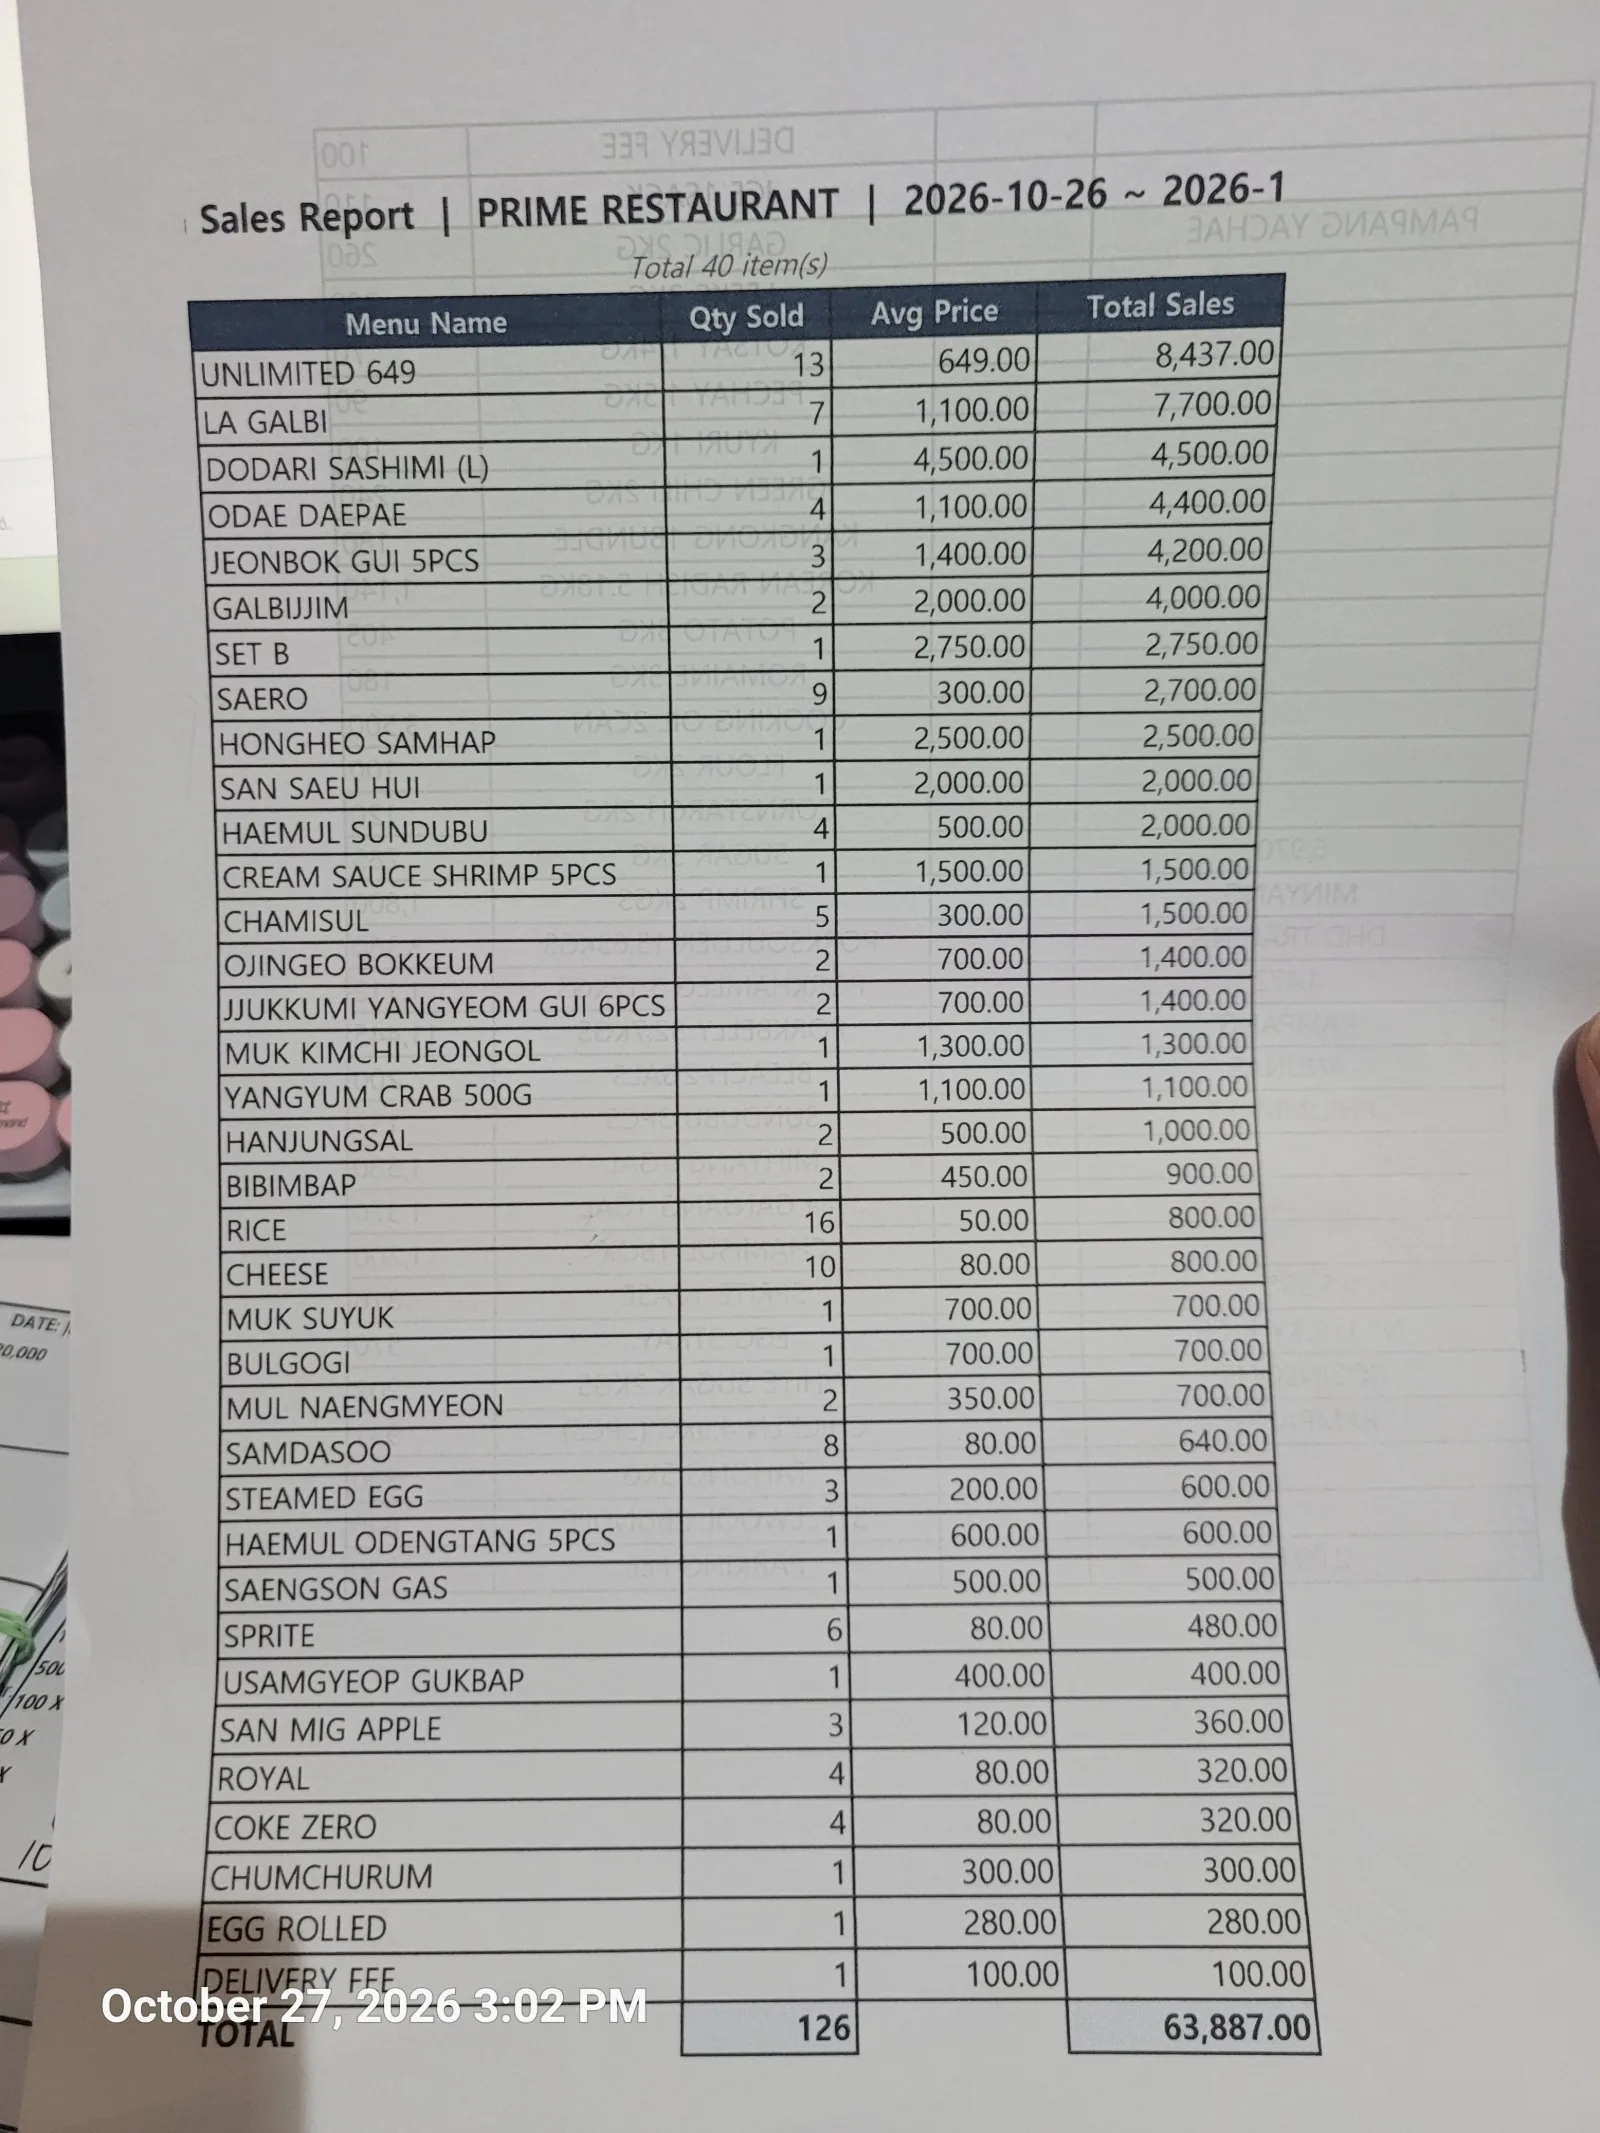 Sales Report | PRIME RESTAURANT | 2026-10-26 ~ 2026-1
Total 40 item(s)
Menu Name Qty Sold Avg Price Total Sales
UNLIMITED 649 13 649.00 8,437.00
LA GALBI 7 1,100.00 7,700.00
DODARI SASHIMI (L) 1 4,500.00 4,500.00
ODAE DAEPAE 4 1,100.00 4,400.00
JEONBOK GUI 5PCS 3 1,400.00 4,200.00
GALBIJJIM 2 2,000.00 4,000.00
SET B 1 2,750.00 2,750.00
SAERO 9 300.00 2,700.00
HONGHEO SAMHAP 1 2,500.00 2,500.00
SAN SAEU HUI 1 2,000.00 2,000.00
HAEMUL SUNDUBU 4 500.00 2,000.00
CREAM SAUCE SHRIMP 5PCS 1 1,500.00 1,500.00
CHAMISUL 5 300.00 1,500.00
OJINGEO BOKKEUM 2 700.00 1,400.00
JJUKKUMI YANGYEOM GUI 6PCS 2 700.00 1,400.00
MUK KIMCHI JEONGOL 1 1,300.00 1,300.00
YANGYUM CRAB 500G 1 1,100.00 1,100.00
HANJUNGSAL 2 500.00 1,000.00
BIBIMBAP 2 450.00 900.00
RICE 16 50.00 800.00
CHEESE 10 80.00 800.00
MUK SUYUK 1 700.00 700.00
BULGOGI 1 700.00 700.00
MUL NAENGMYEON 2 350.00 700.00
SAMDASOO 8 80.00 640.00
STEAMED EGG 3 200.00 600.00
HAEMUL ODENGTANG 5PCS 1 600.00 600.00
SAENGSON GAS 1 500.00 500.00
SPRITE 6 80.00 480.00
USAMGYEOP GUKBAP 1 400.00 400.00
SAN MIG APPLE 3 120.00 360.00
ROYAL 4 80.00 320.00
COKE ZERO 4 80.00 320.00
CHUMCHURUM 1 300.00 300.00
EGG ROLLED 1 280.00 280.00
DELIVERY FEE 1 100.00 100.00
TOTAL 126 63,887.00
October 27, 2026 3:02 PM
DATE:
100 X